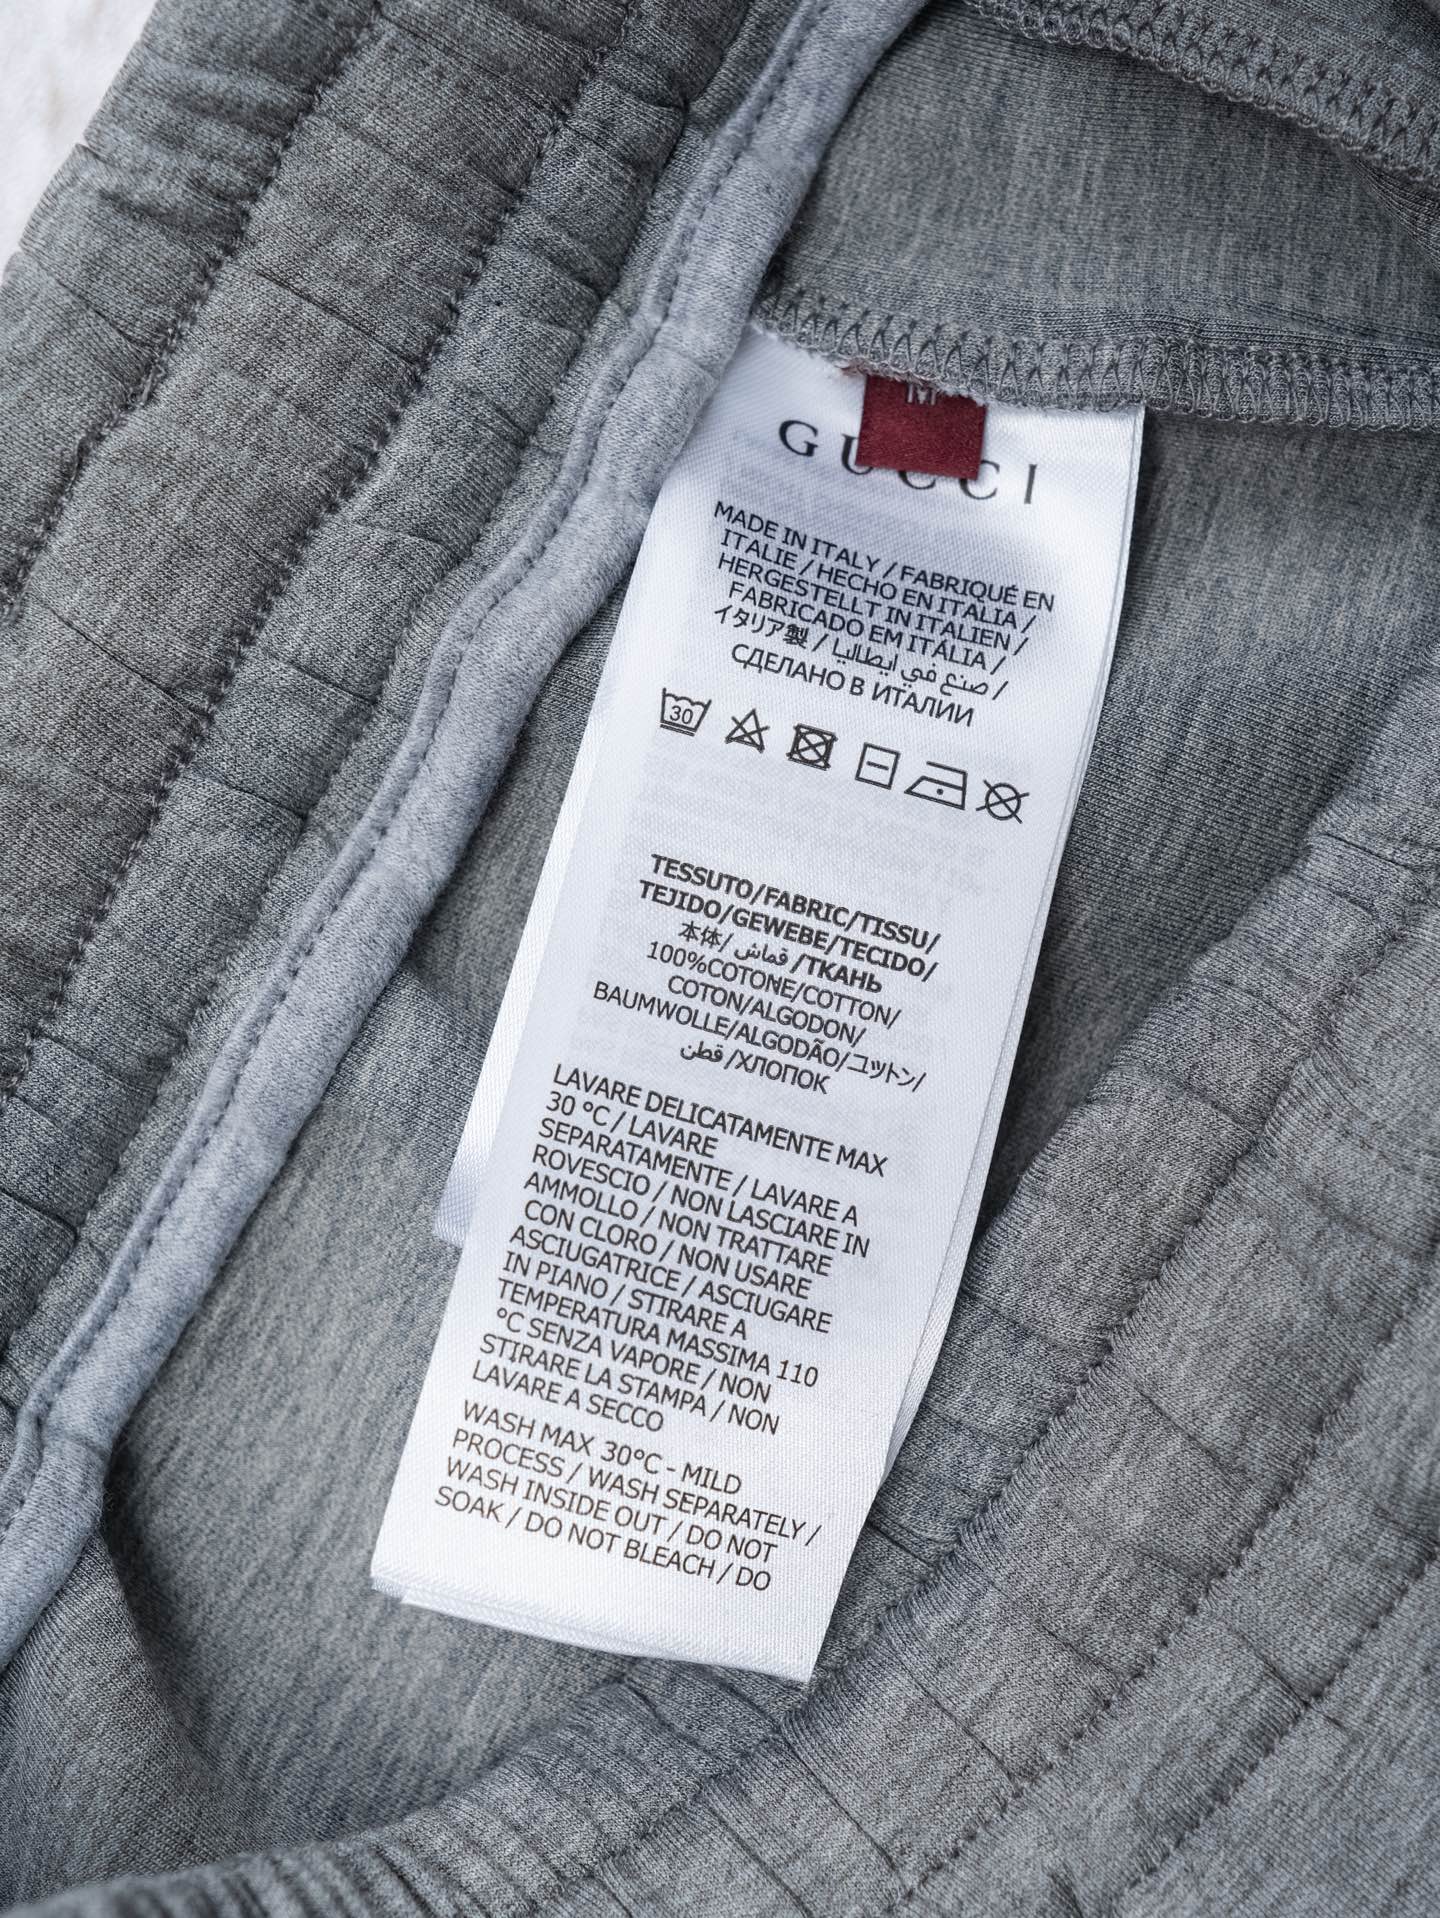 M
GUCCI
MADE IN ITALY / FABRIQUÉ EN
ITALIE / HECHO EN ITALIA /
HERGESTELLT IN ITALIEN /
FABRICADO EM ITÁLIA /
イタリア製 / صنع في ايطاليا /
СДЕЛАНО В ИТАЛИИ
30
TESSUTO/FABRIC/TISSU/
TEJIDO/GEWEBE/TECIDO/
本体/قماش /ТКАНЬ
100%COTONE/COTTON/
COTON/ALGODON/
BAUMWOLLE/ALGODÃO/コットン/
قطن /ХЛОПОК
LAVARE DELICATAMENTE MAX
30 °C / LAVARE
SEPARATAMENTE / LAVARE A
ROVESCIO / NON LASCIARE IN
AMMOLLO / NON TRATTARE
CON CLORO / NON USARE
ASCIUGATRICE / ASCIUGARE
IN PIANO / STIRARE A
TEMPERATURA MASSIMA 110
°C SENZA VAPORE / NON
STIRARE LA STAMPA / NON
LAVARE A SECCO
WASH MAX 30°C - MILD
PROCESS / WASH SEPARATELY /
WASH INSIDE OUT / DO NOT
SOAK / DO NOT BLEACH / DO